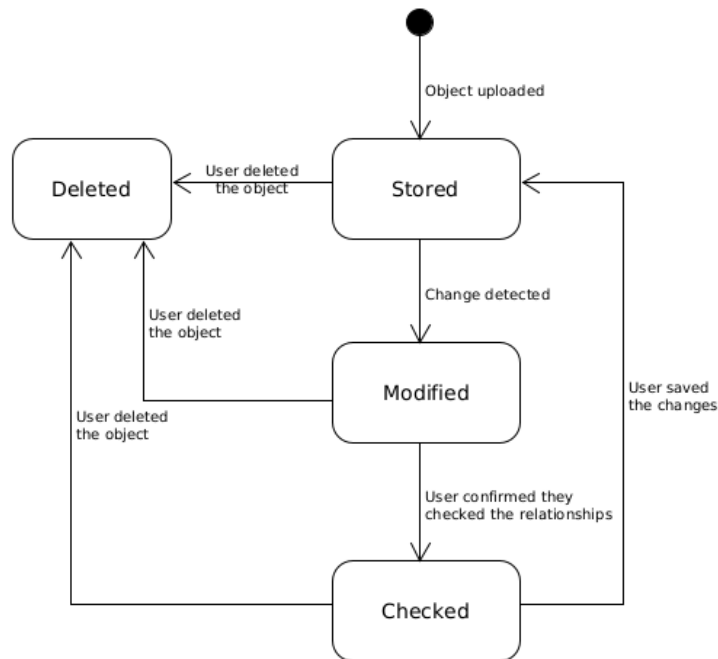 Object uploaded
Deleted
User deleted
the object
Stored
Change detected
User deleted
the object
Modified
User saved
the changes
User deleted
the object
User confirmed they
checked the relationships
Checked